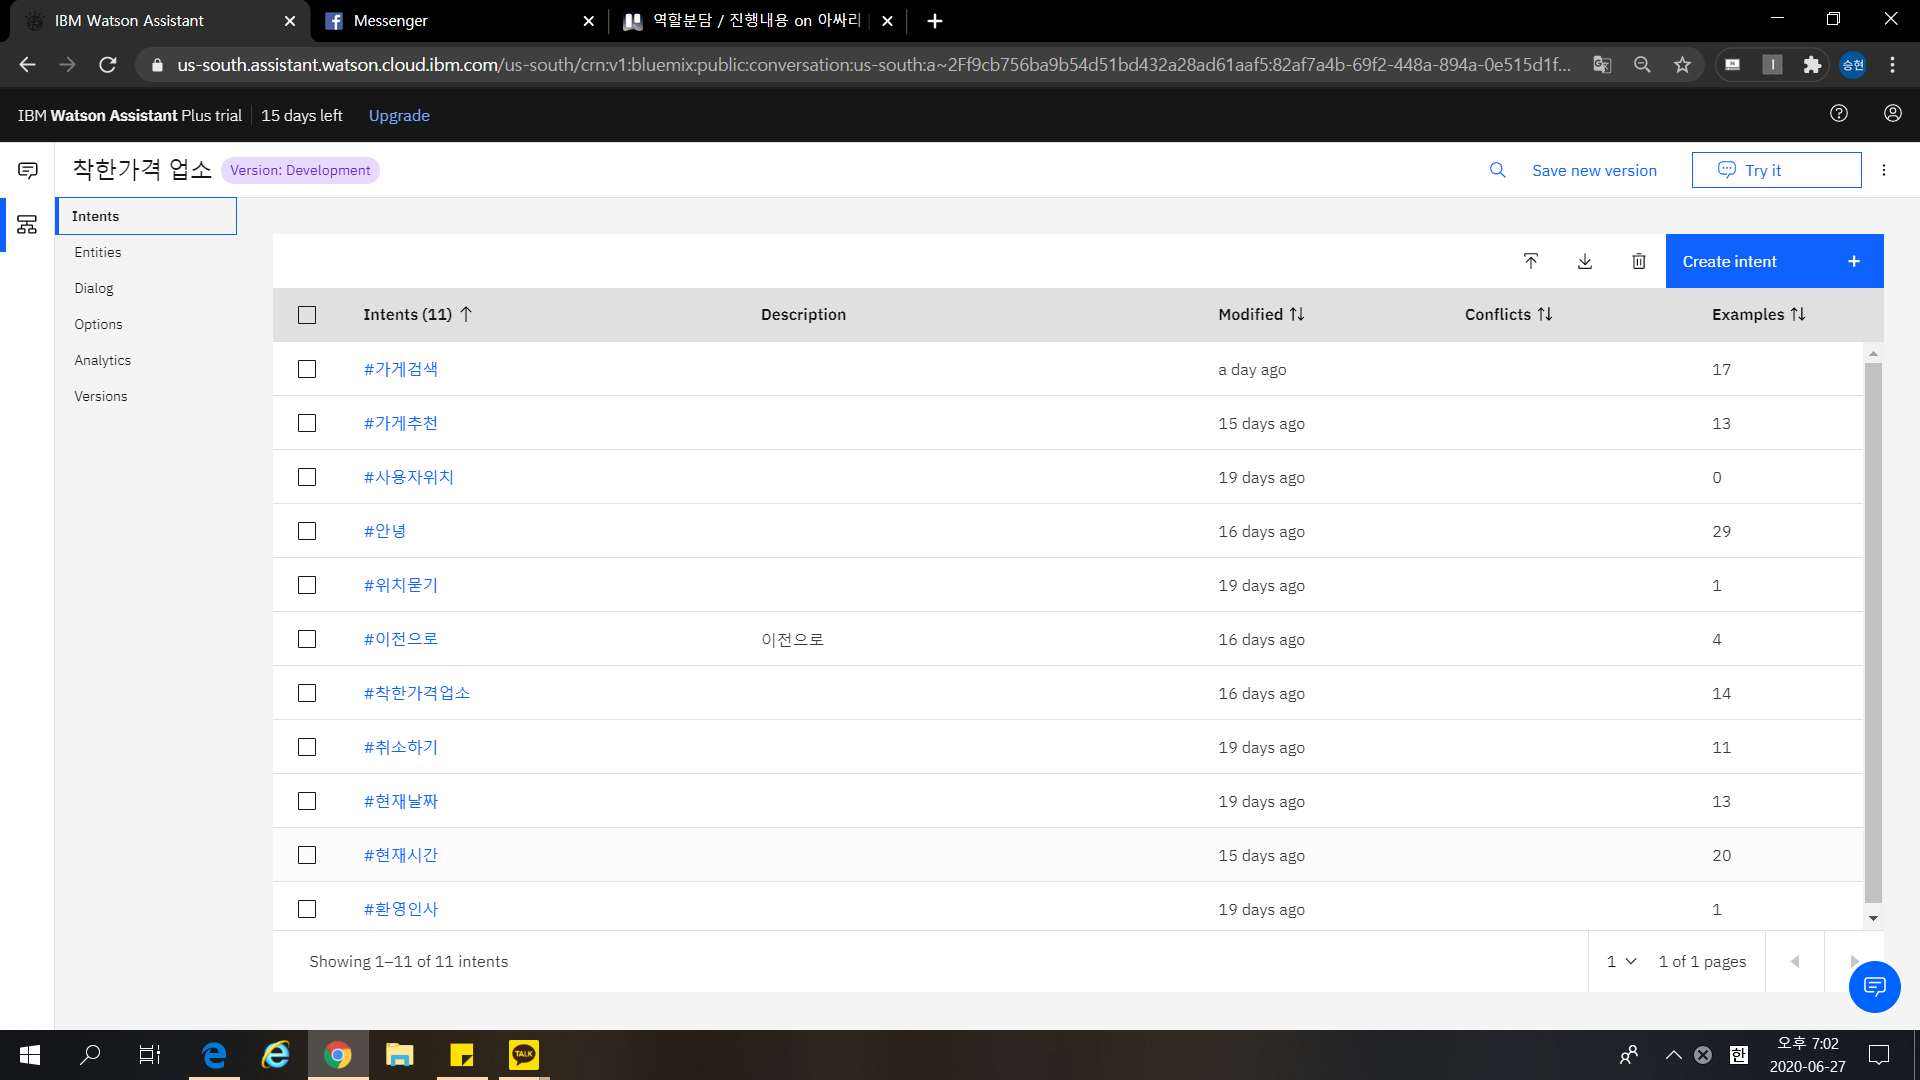 IBM Watson Assistant
Messenger
역할분담 / 진행내용 on 아싸리
us-south.assistant.watson.cloud.ibm.com/us-south/crn:v1:bluemix:public:conversation:us-south:a~2Ff9cb756ba9b54d51bd432a28ad61aaf5:82af7a4b-69f2-448a-894a-0e515d1f...
승현
IBM Watson Assistant Plus trial 15 days left Upgrade
착한가격 업소 Version: Development
Save new version
Try it
Intents
Entities
Dialog
Options
Analytics
Versions
Create intent +
Intents (11) Description Modified Conflicts Examples
#가게검색 a day ago 17
#가게추천 15 days ago 13
#사용자위치 19 days ago 0
#안녕 16 days ago 29
#위치묻기 19 days ago 1
#이전으로 이전으로 16 days ago 4
#착한가격업소 16 days ago 14
#취소하기 19 days ago 11
#현재날짜 19 days ago 13
#현재시간 15 days ago 20
#환영인사 19 days ago 1
Showing 1–11 of 11 intents
1
1 of 1 pages
TALK
한
오후 7:02
2020-06-27